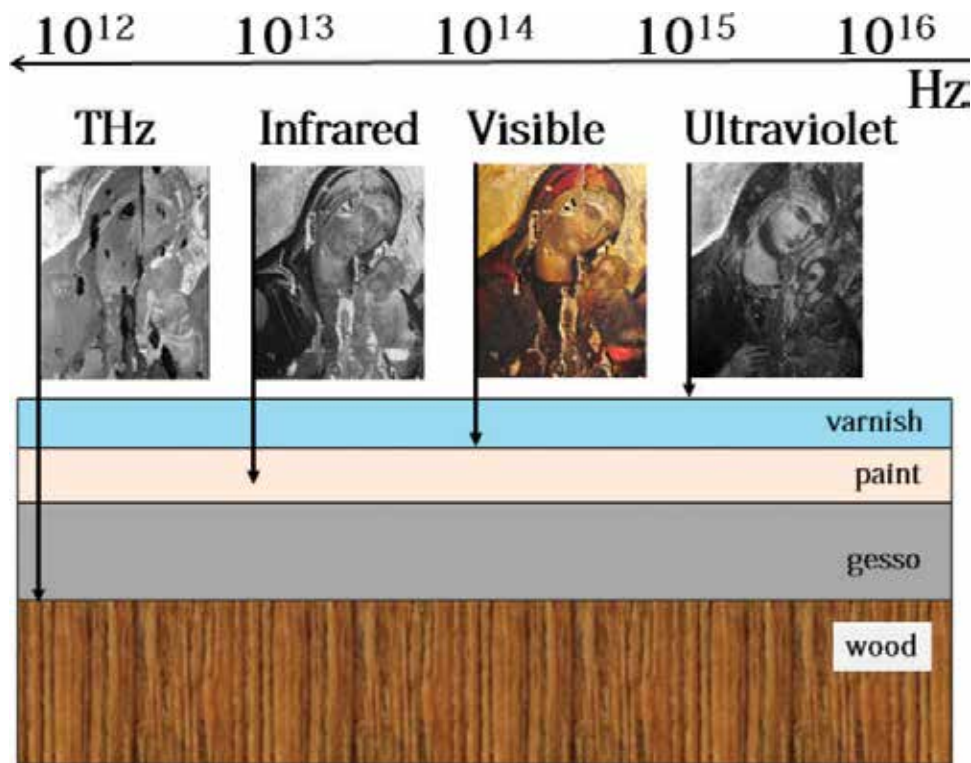 10¹² 10¹³ 10¹⁴ 10¹⁵ 10¹⁶
Hz
THz Infrared Visible Ultraviolet
varnish
paint
gesso
wood